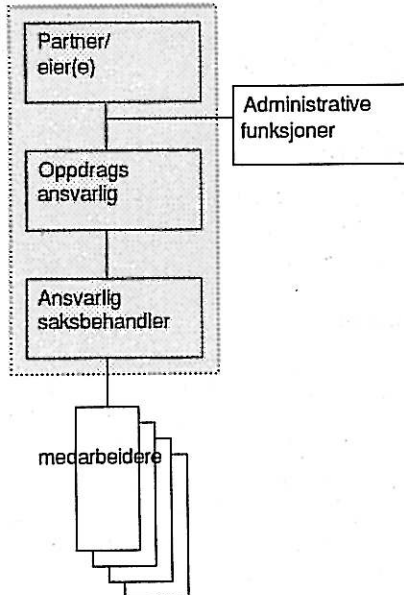 Partner/
eier(e)
Administrative
funksjoner
Oppdrags
ansvarlig
Ansvarlig
saksbehandler
medarbeidere